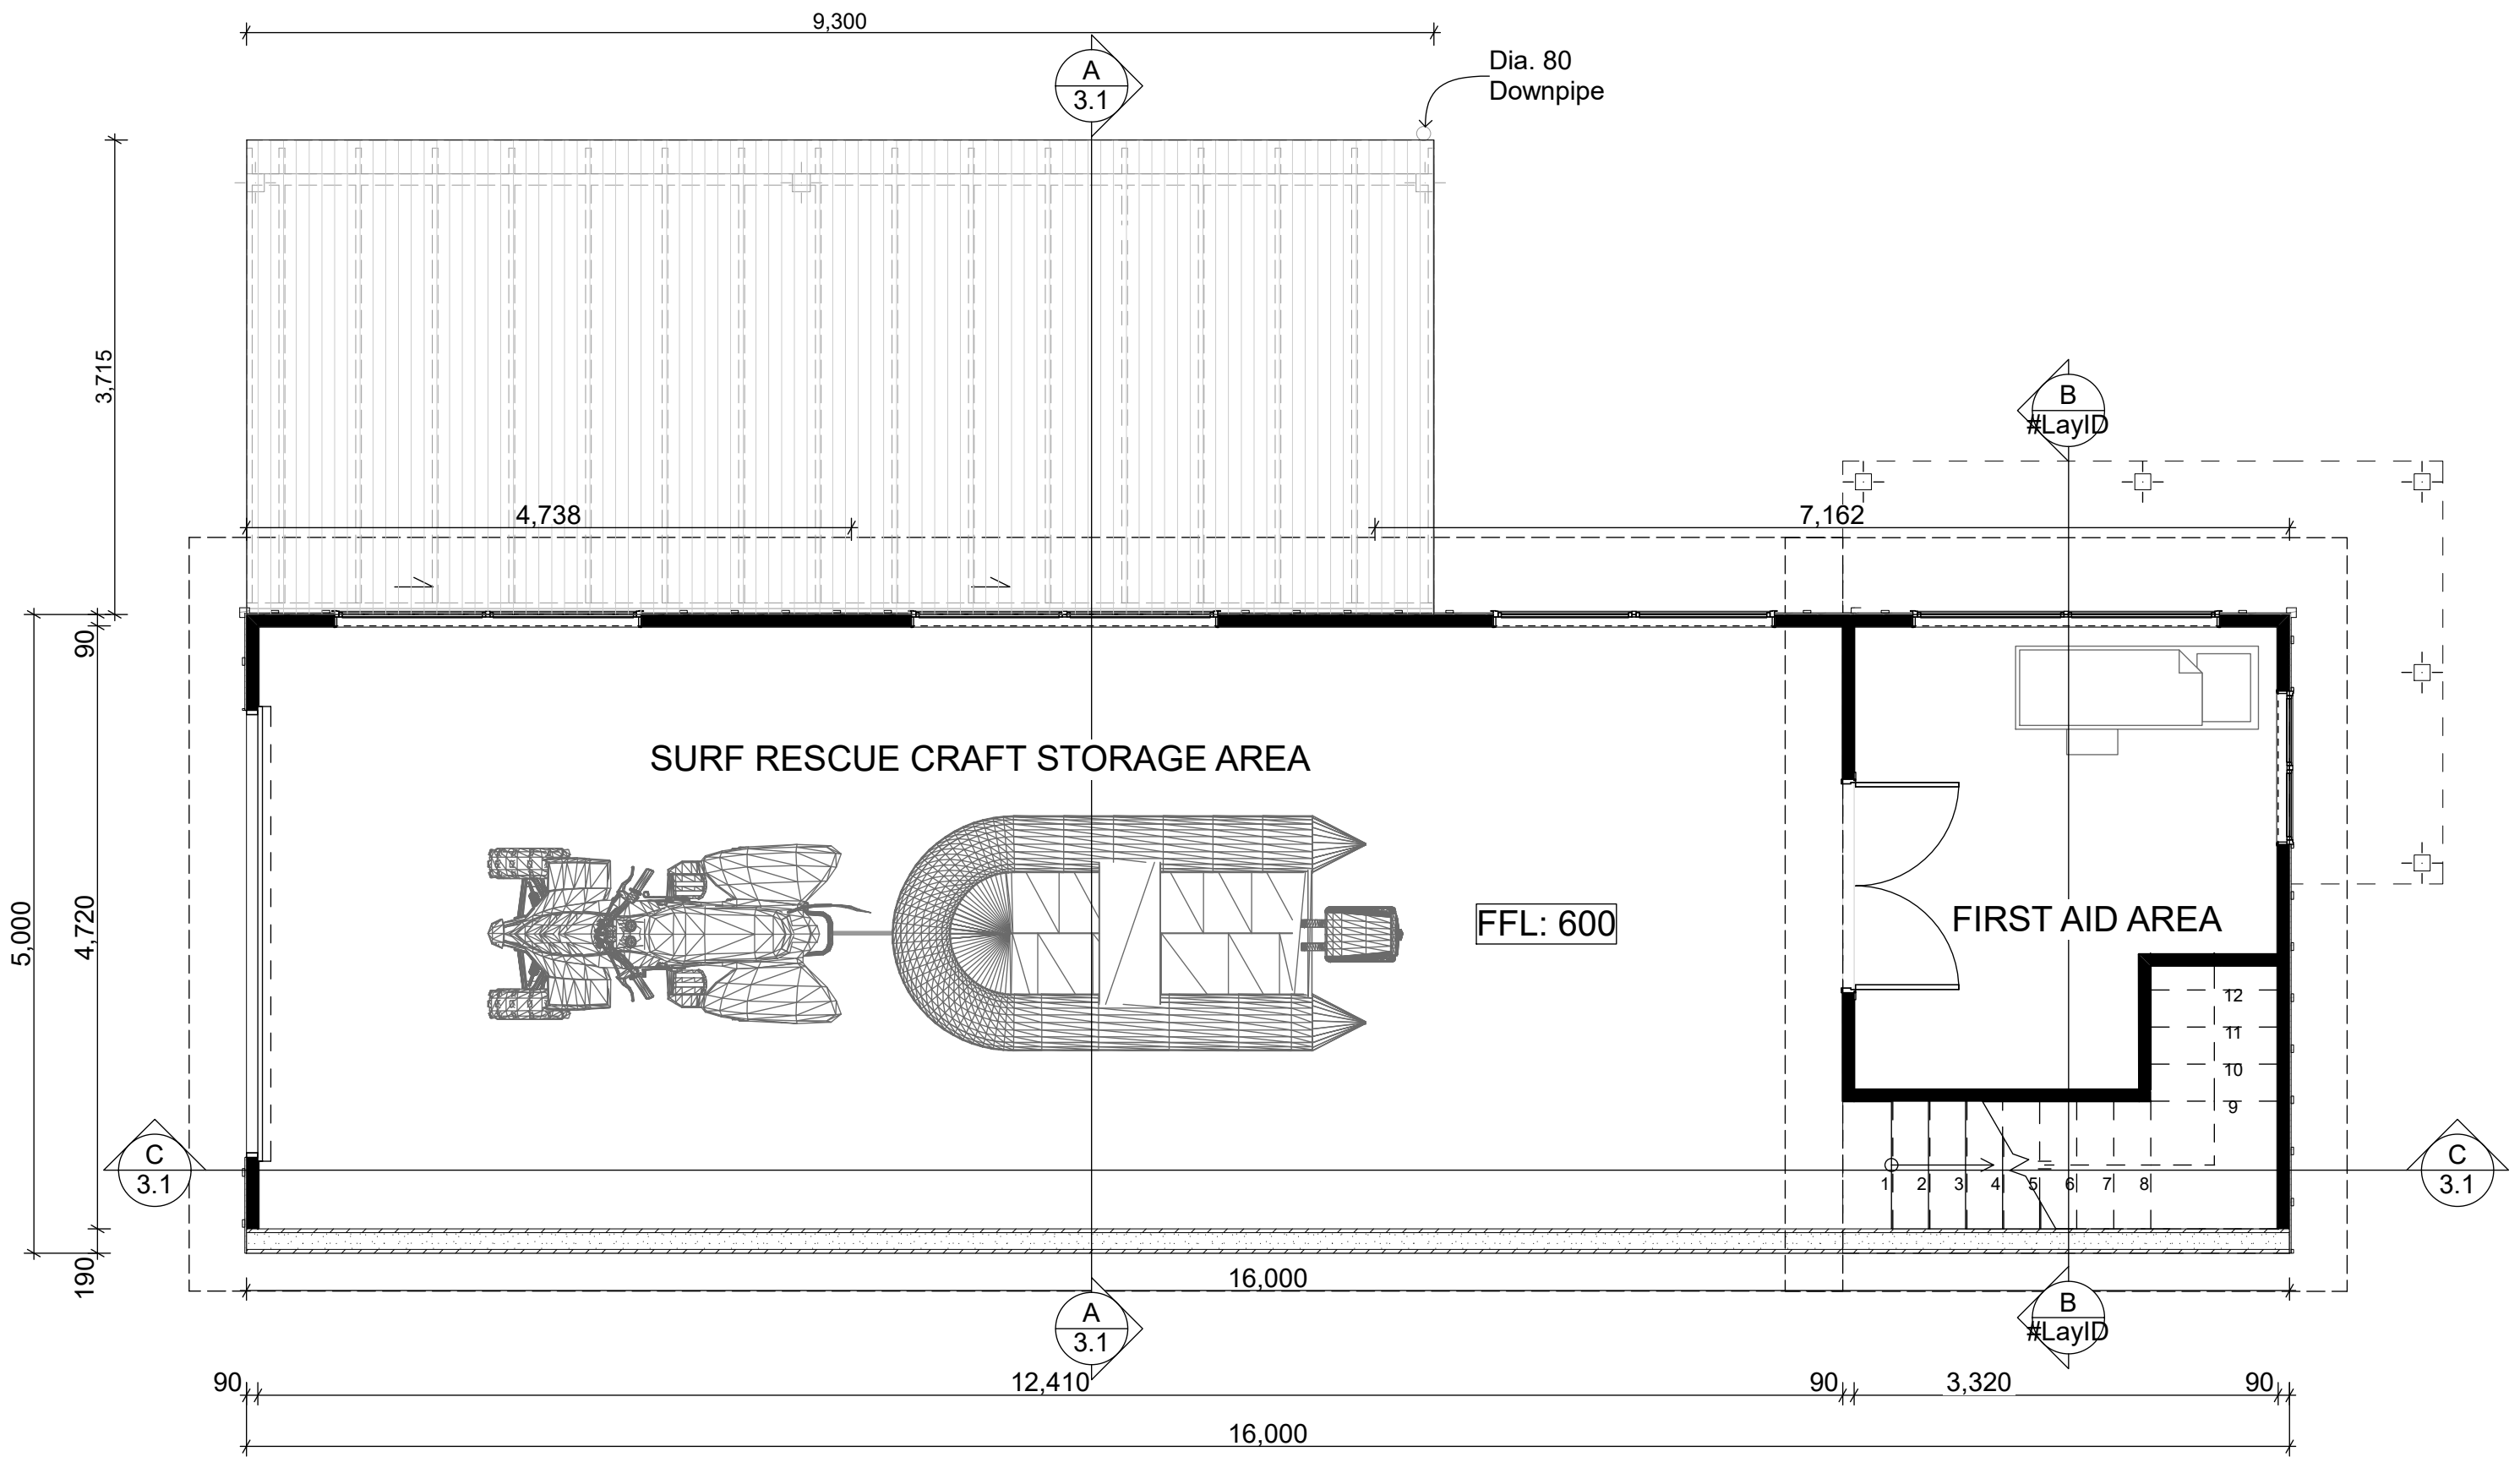 9,300
A
3.1
Dia. 80
Downpipe
3,715
B
#LayID
4,738
7,162
90
SURF RESCUE CRAFT STORAGE AREA
5,000
4,720
FFL: 600
FIRST AID AREA
12
11
10
9
C
3.1
1 2 3 4 5 6 7 8
C
3.1
190
16,000
A
3.1
B
#LayID
90 12,410 90 3,320 90
16,000